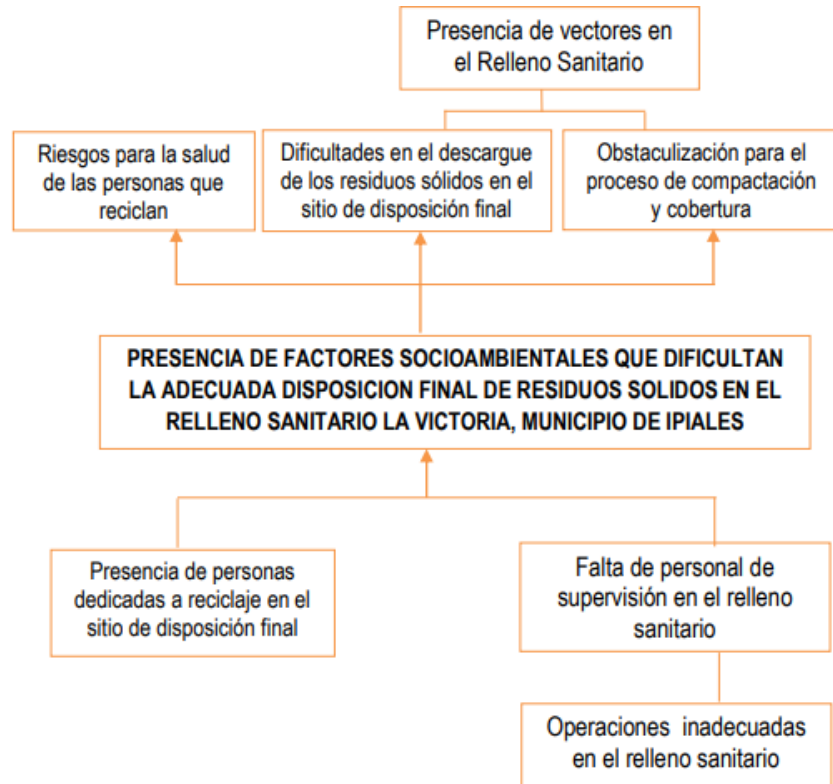 Presencia de vectores en
el Relleno Sanitario
Riesgos para la salud
de las personas que
reciclan
Dificultades en el descargue
de los residuos sólidos en el
sitio de disposición final
Obstaculización para el
proceso de compactación
y cobertura
PRESENCIA DE FACTORES SOCIOAMBIENTALES QUE DIFICULTAN
LA ADECUADA DISPOSICION FINAL DE RESIDUOS SOLIDOS EN EL
RELLENO SANITARIO LA VICTORIA, MUNICIPIO DE IPIALES
Presencia de personas
dedicadas a reciclaje en el
sitio de disposición final
Falta de personal de
supervisión en el relleno
sanitario
Operaciones inadecuadas
en el relleno sanitario